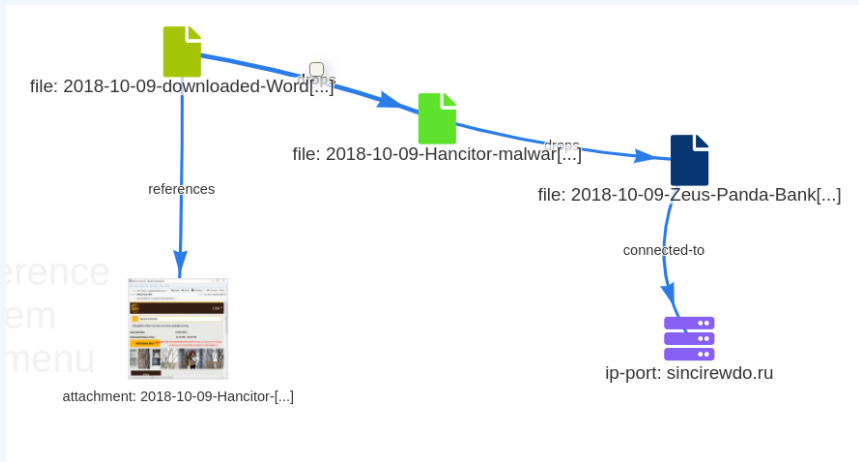 file: 2018-10-09-downloaded-Word[...]
drops
file: 2018-10-09-Hancitor-malwar[...]
drops
file: 2018-10-09-Zeus-Panda-Bank[...]
references
connected-to
erence
em
menu
ip-port: sincirewdo.ru
attachment: 2018-10-09-Hancitor-[...]